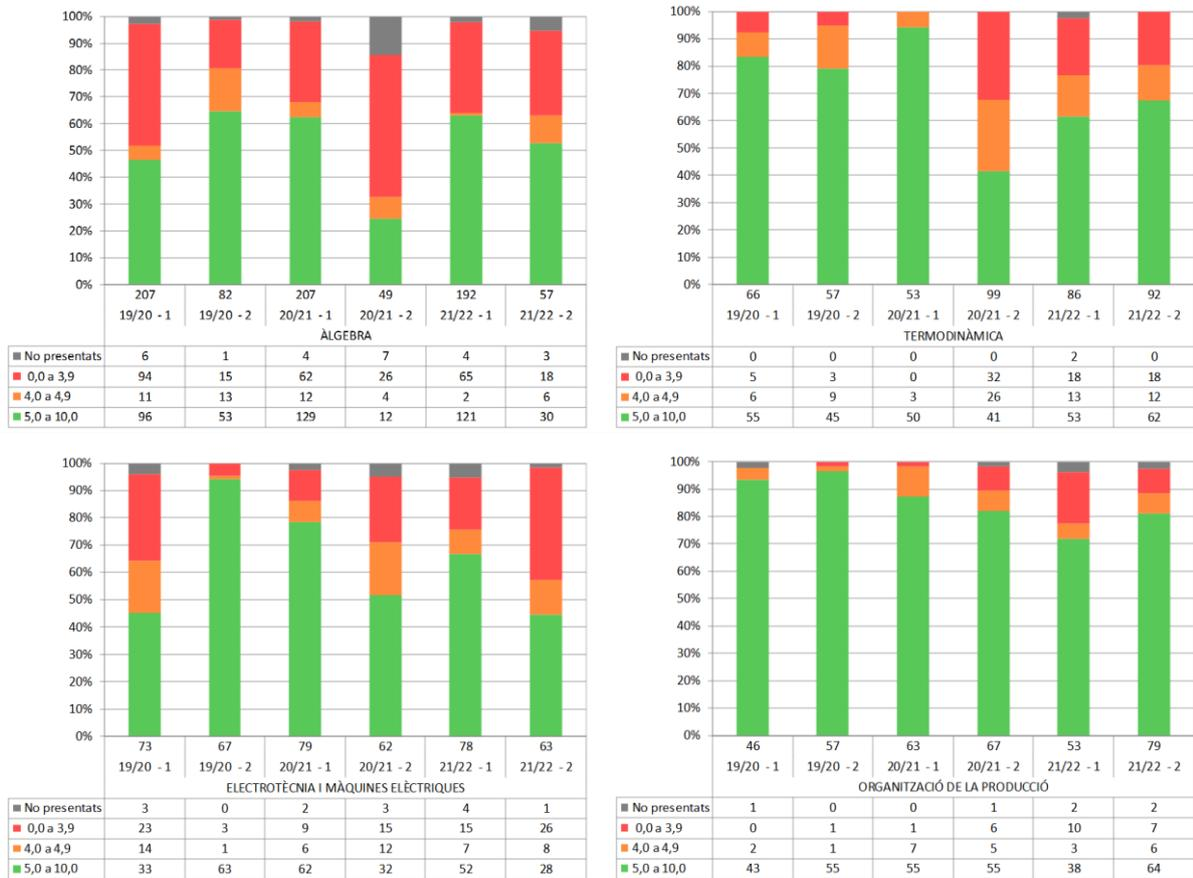 100%
90%
80%
70%
60%
50%
40%
30%
20%
10%
0%
207 82 207 49 192 57
19/20 - 1 19/20 - 2 20/21 - 1 20/21 - 2 21/22 - 1 21/22 - 2
ÀLGEBRA
No presentats 6 1 4 7 4 3
0,0 a 3,9 94 15 62 26 65 18
4,0 a 4,9 11 13 12 4 2 6
5,0 a 10,0 96 53 129 12 121 30
100%
90%
80%
70%
60%
50%
40%
30%
20%
10%
0%
66 57 53 99 86 92
19/20 - 1 19/20 - 2 20/21 - 1 20/21 - 2 21/22 - 1 21/22 - 2
TERMODINÀMICA
No presentats 0 0 0 0 2 0
0,0 a 3,9 5 3 0 32 18 18
4,0 a 4,9 6 9 3 26 13 12
5,0 a 10,0 55 45 50 41 53 62
100%
90%
80%
70%
60%
50%
40%
30%
20%
10%
0%
73 67 79 62 78 63
19/20 - 1 19/20 - 2 20/21 - 1 20/21 - 2 21/22 - 1 21/22 - 2
ELECTROTÈCNIA I MÀQUINES ELÈCTRIQUES
No presentats 3 0 2 3 4 1
0,0 a 3,9 23 3 9 15 15 26
4,0 a 4,9 14 1 6 12 7 8
5,0 a 10,0 33 63 62 32 52 28
100%
90%
80%
70%
60%
50%
40%
30%
20%
10%
0%
46 57 63 67 53 79
19/20 - 1 19/20 - 2 20/21 - 1 20/21 - 2 21/22 - 1 21/22 - 2
ORGANITZACIÓ DE LA PRODUCCIÓ
No presentats 1 0 0 1 2 2
0,0 a 3,9 0 1 1 6 10 7
4,0 a 4,9 2 1 7 5 3 6
5,0 a 10,0 43 55 55 55 38 64